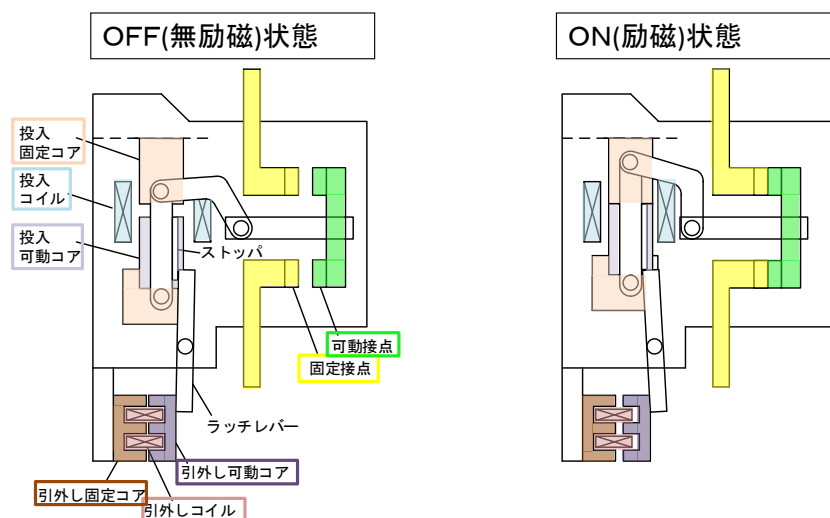 OFF(無励磁)状態
ON(励磁)状態
投入
固定コア
投入
コイル
投入
可動コア
ストッパ
可動接点
固定接点
ラッチレバー
引外し可動コア
引外し固定コア
引外しコイル